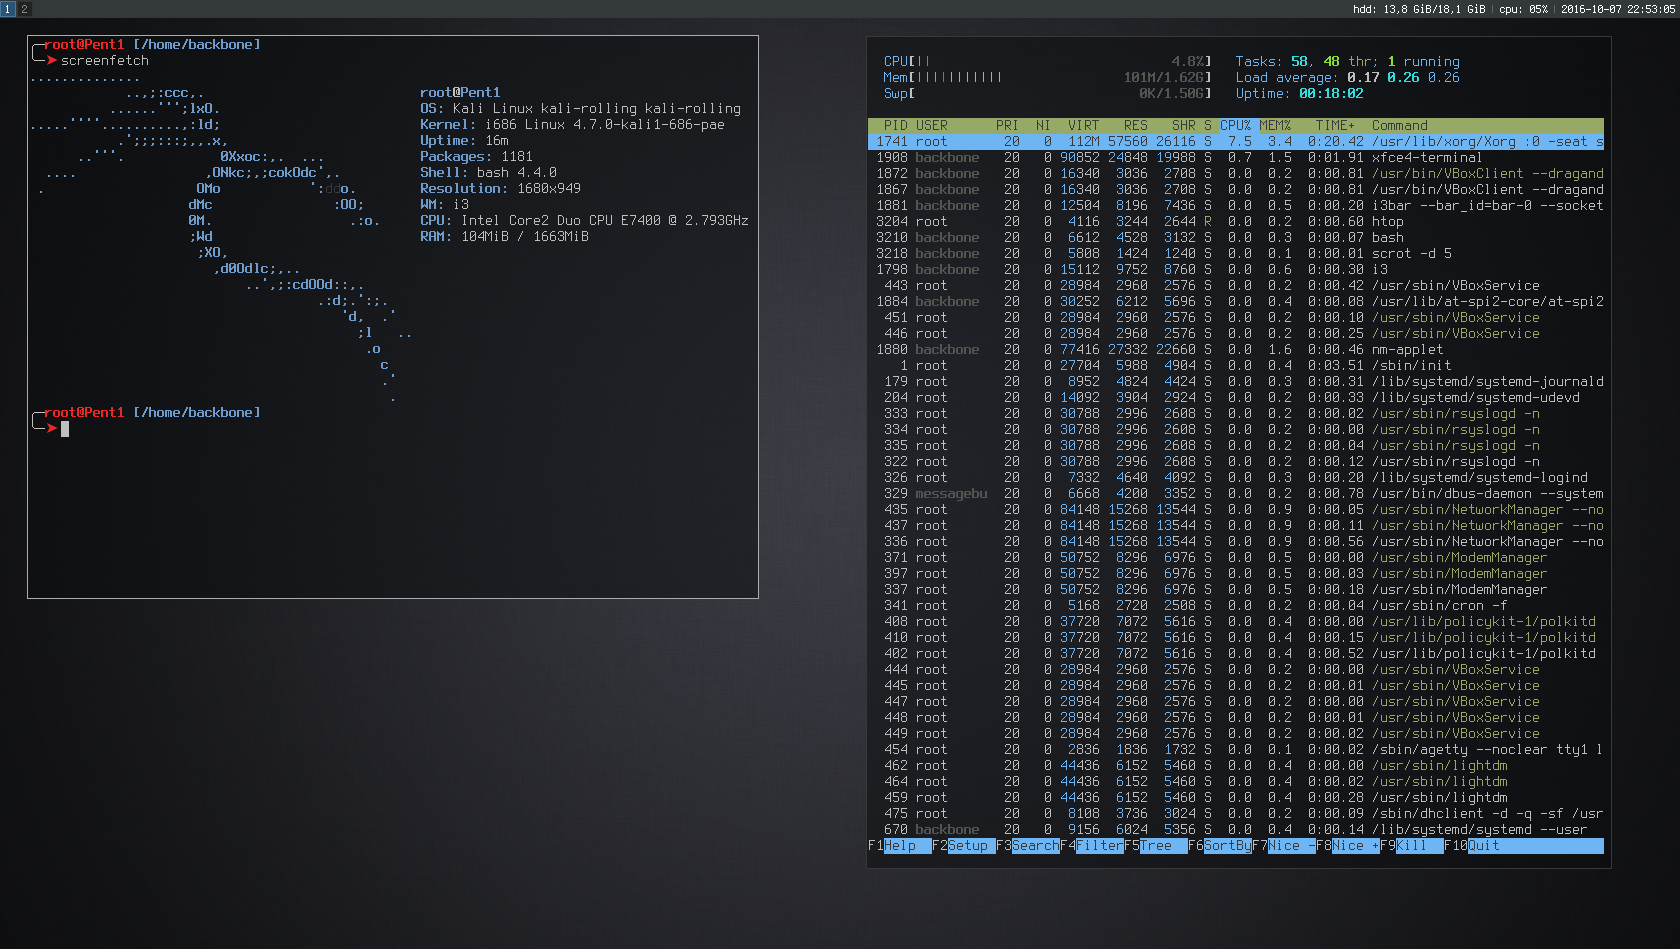 1 2
hdd: 13,8 GiB/18,1 GiB | cpu: 05% | 2016-10-07 22:53:05
root@Pent1 [/home/backbone]
screenfetch
..............
..,;:ccc,.
......''';lxO.
.....''''..........,:ld;
.';;;:::;,,.x,
..'''.
0Xxoc:,. ...
....
,ONkc;,;cokOdc',.
.
OMo
':ddo.
dMc
:OO;
0M.
.:o.
;Wd
;XO,
,d0Odlc;,..
..',;:cdOOd::,.
.:d;.':;.
'd, .'
;l ..
.o
c
.'
.
root@Pent1
OS: Kali Linux kali-rolling kali-rolling
Kernel: i686 Linux 4.7.0-kali1-686-pae
Uptime: 16m
Packages: 1181
Shell: bash 4.4.0
Resolution: 1680x949
WM: i3
CPU: Intel Core2 Duo CPU E7400 @ 2.793GHz
RAM: 104MiB / 1663MiB
root@Pent1 [/home/backbone]
CPU[|| 4.8%]
Mem[||||||||||| 101M/1.62G]
Swp[ 0K/1.50G]
Tasks: 58, 48 thr; 1 running
Load average: 0.17 0.26 0.26
Uptime: 00:18:02
PID USER PRI NI VIRT RES SHR S CPU% MEM% TIME+ Command
1741 root 20 0 112M 57560 26116 S 7.5 3.4 0:20.42 /usr/lib/xorg/Xorg :0 -seat s
1908 backbone 20 0 90852 24848 19988 S 0.7 1.5 0:01.91 xfce4-terminal
1872 backbone 20 0 16340 3036 2708 S 0.0 0.2 0:00.81 /usr/bin/VBoxClient --dragand
1867 backbone 20 0 16340 3036 2708 S 0.0 0.2 0:00.81 /usr/bin/VBoxClient --dragand
1881 backbone 20 0 12504 8196 7436 S 0.0 0.5 0:00.20 i3bar --bar_id=bar-0 --socket
3204 root 20 0 4116 3244 2644 R 0.0 0.2 0:00.60 htop
3210 backbone 20 0 6612 4528 3132 S 0.0 0.3 0:00.07 bash
3218 backbone 20 0 5808 1424 1240 S 0.0 0.1 0:00.01 scrot -d 5
1798 backbone 20 0 15112 9752 8760 S 0.0 0.6 0:00.30 i3
443 root 20 0 28984 2960 2576 S 0.0 0.2 0:00.42 /usr/sbin/VBoxService
1884 backbone 20 0 30252 6212 5696 S 0.0 0.4 0:00.08 /usr/lib/at-spi2-core/at-spi2
451 root 20 0 28984 2960 2576 S 0.0 0.2 0:00.10 /usr/sbin/VBoxService
446 root 20 0 28984 2960 2576 S 0.0 0.2 0:00.25 /usr/sbin/VBoxService
1880 backbone 20 0 77416 27332 22660 S 0.0 1.6 0:00.46 nm-applet
1 root 20 0 27704 5988 4904 S 0.0 0.4 0:03.51 /sbin/init
179 root 20 0 8952 4824 4424 S 0.0 0.3 0:00.31 /lib/systemd/systemd-journald
204 root 20 0 14092 3904 2924 S 0.0 0.2 0:00.33 /lib/systemd/systemd-udevd
333 root 20 0 30788 2996 2608 S 0.0 0.2 0:00.02 /usr/sbin/rsyslogd -n
334 root 20 0 30788 2996 2608 S 0.0 0.2 0:00.00 /usr/sbin/rsyslogd -n
335 root 20 0 30788 2996 2608 S 0.0 0.2 0:00.04 /usr/sbin/rsyslogd -n
322 root 20 0 30788 2996 2608 S 0.0 0.2 0:00.12 /usr/sbin/rsyslogd -n
326 root 20 0 7332 4640 4092 S 0.0 0.3 0:00.20 /lib/systemd/systemd-logind
329 messagebu 20 0 6668 4200 3352 S 0.0 0.2 0:00.78 /usr/bin/dbus-daemon --system
435 root 20 0 84148 15268 13544 S 0.0 0.9 0:00.05 /usr/sbin/NetworkManager --no
437 root 20 0 84148 15268 13544 S 0.0 0.9 0:00.11 /usr/sbin/NetworkManager --no
336 root 20 0 84148 15268 13544 S 0.0 0.9 0:00.56 /usr/sbin/NetworkManager --no
371 root 20 0 50752 8296 6976 S 0.0 0.5 0:00.00 /usr/sbin/ModemManager
397 root 20 0 50752 8296 6976 S 0.0 0.5 0:00.03 /usr/sbin/ModemManager
337 root 20 0 50752 8296 6976 S 0.0 0.5 0:00.18 /usr/sbin/ModemManager
341 root 20 0 5168 2720 2508 S 0.0 0.2 0:00.04 /usr/sbin/cron -f
408 root 20 0 37720 7072 5616 S 0.0 0.4 0:00.00 /usr/lib/policykit-1/polkitd
410 root 20 0 37720 7072 5616 S 0.0 0.4 0:00.15 /usr/lib/policykit-1/polkitd
402 root 20 0 37720 7072 5616 S 0.0 0.4 0:00.52 /usr/lib/policykit-1/polkitd
444 root 20 0 28984 2960 2576 S 0.0 0.2 0:00.00 /usr/sbin/VBoxService
445 root 20 0 28984 2960 2576 S 0.0 0.2 0:00.01 /usr/sbin/VBoxService
447 root 20 0 28984 2960 2576 S 0.0 0.2 0:00.00 /usr/sbin/VBoxService
448 root 20 0 28984 2960 2576 S 0.0 0.2 0:00.01 /usr/sbin/VBoxService
449 root 20 0 28984 2960 2576 S 0.0 0.2 0:00.02 /usr/sbin/VBoxService
454 root 20 0 2836 1836 1732 S 0.0 0.1 0:00.02 /sbin/agetty --noclear tty1 l
462 root 20 0 44436 6152 5460 S 0.0 0.4 0:00.00 /usr/sbin/lightdm
464 root 20 0 44436 6152 5460 S 0.0 0.4 0:00.02 /usr/sbin/lightdm
459 root 20 0 44436 6152 5460 S 0.0 0.4 0:00.28 /usr/sbin/lightdm
475 root 20 0 8108 3736 3024 S 0.0 0.2 0:00.09 /sbin/dhclient -d -q -sf /usr
670 backbone 20 0 9156 6024 5356 S 0.0 0.4 0:00.14 /lib/systemd/systemd --user
F1Help F2Setup F3SearchF4FilterF5Tree F6SortByF7Nice -F8Nice +F9Kill F10Quit